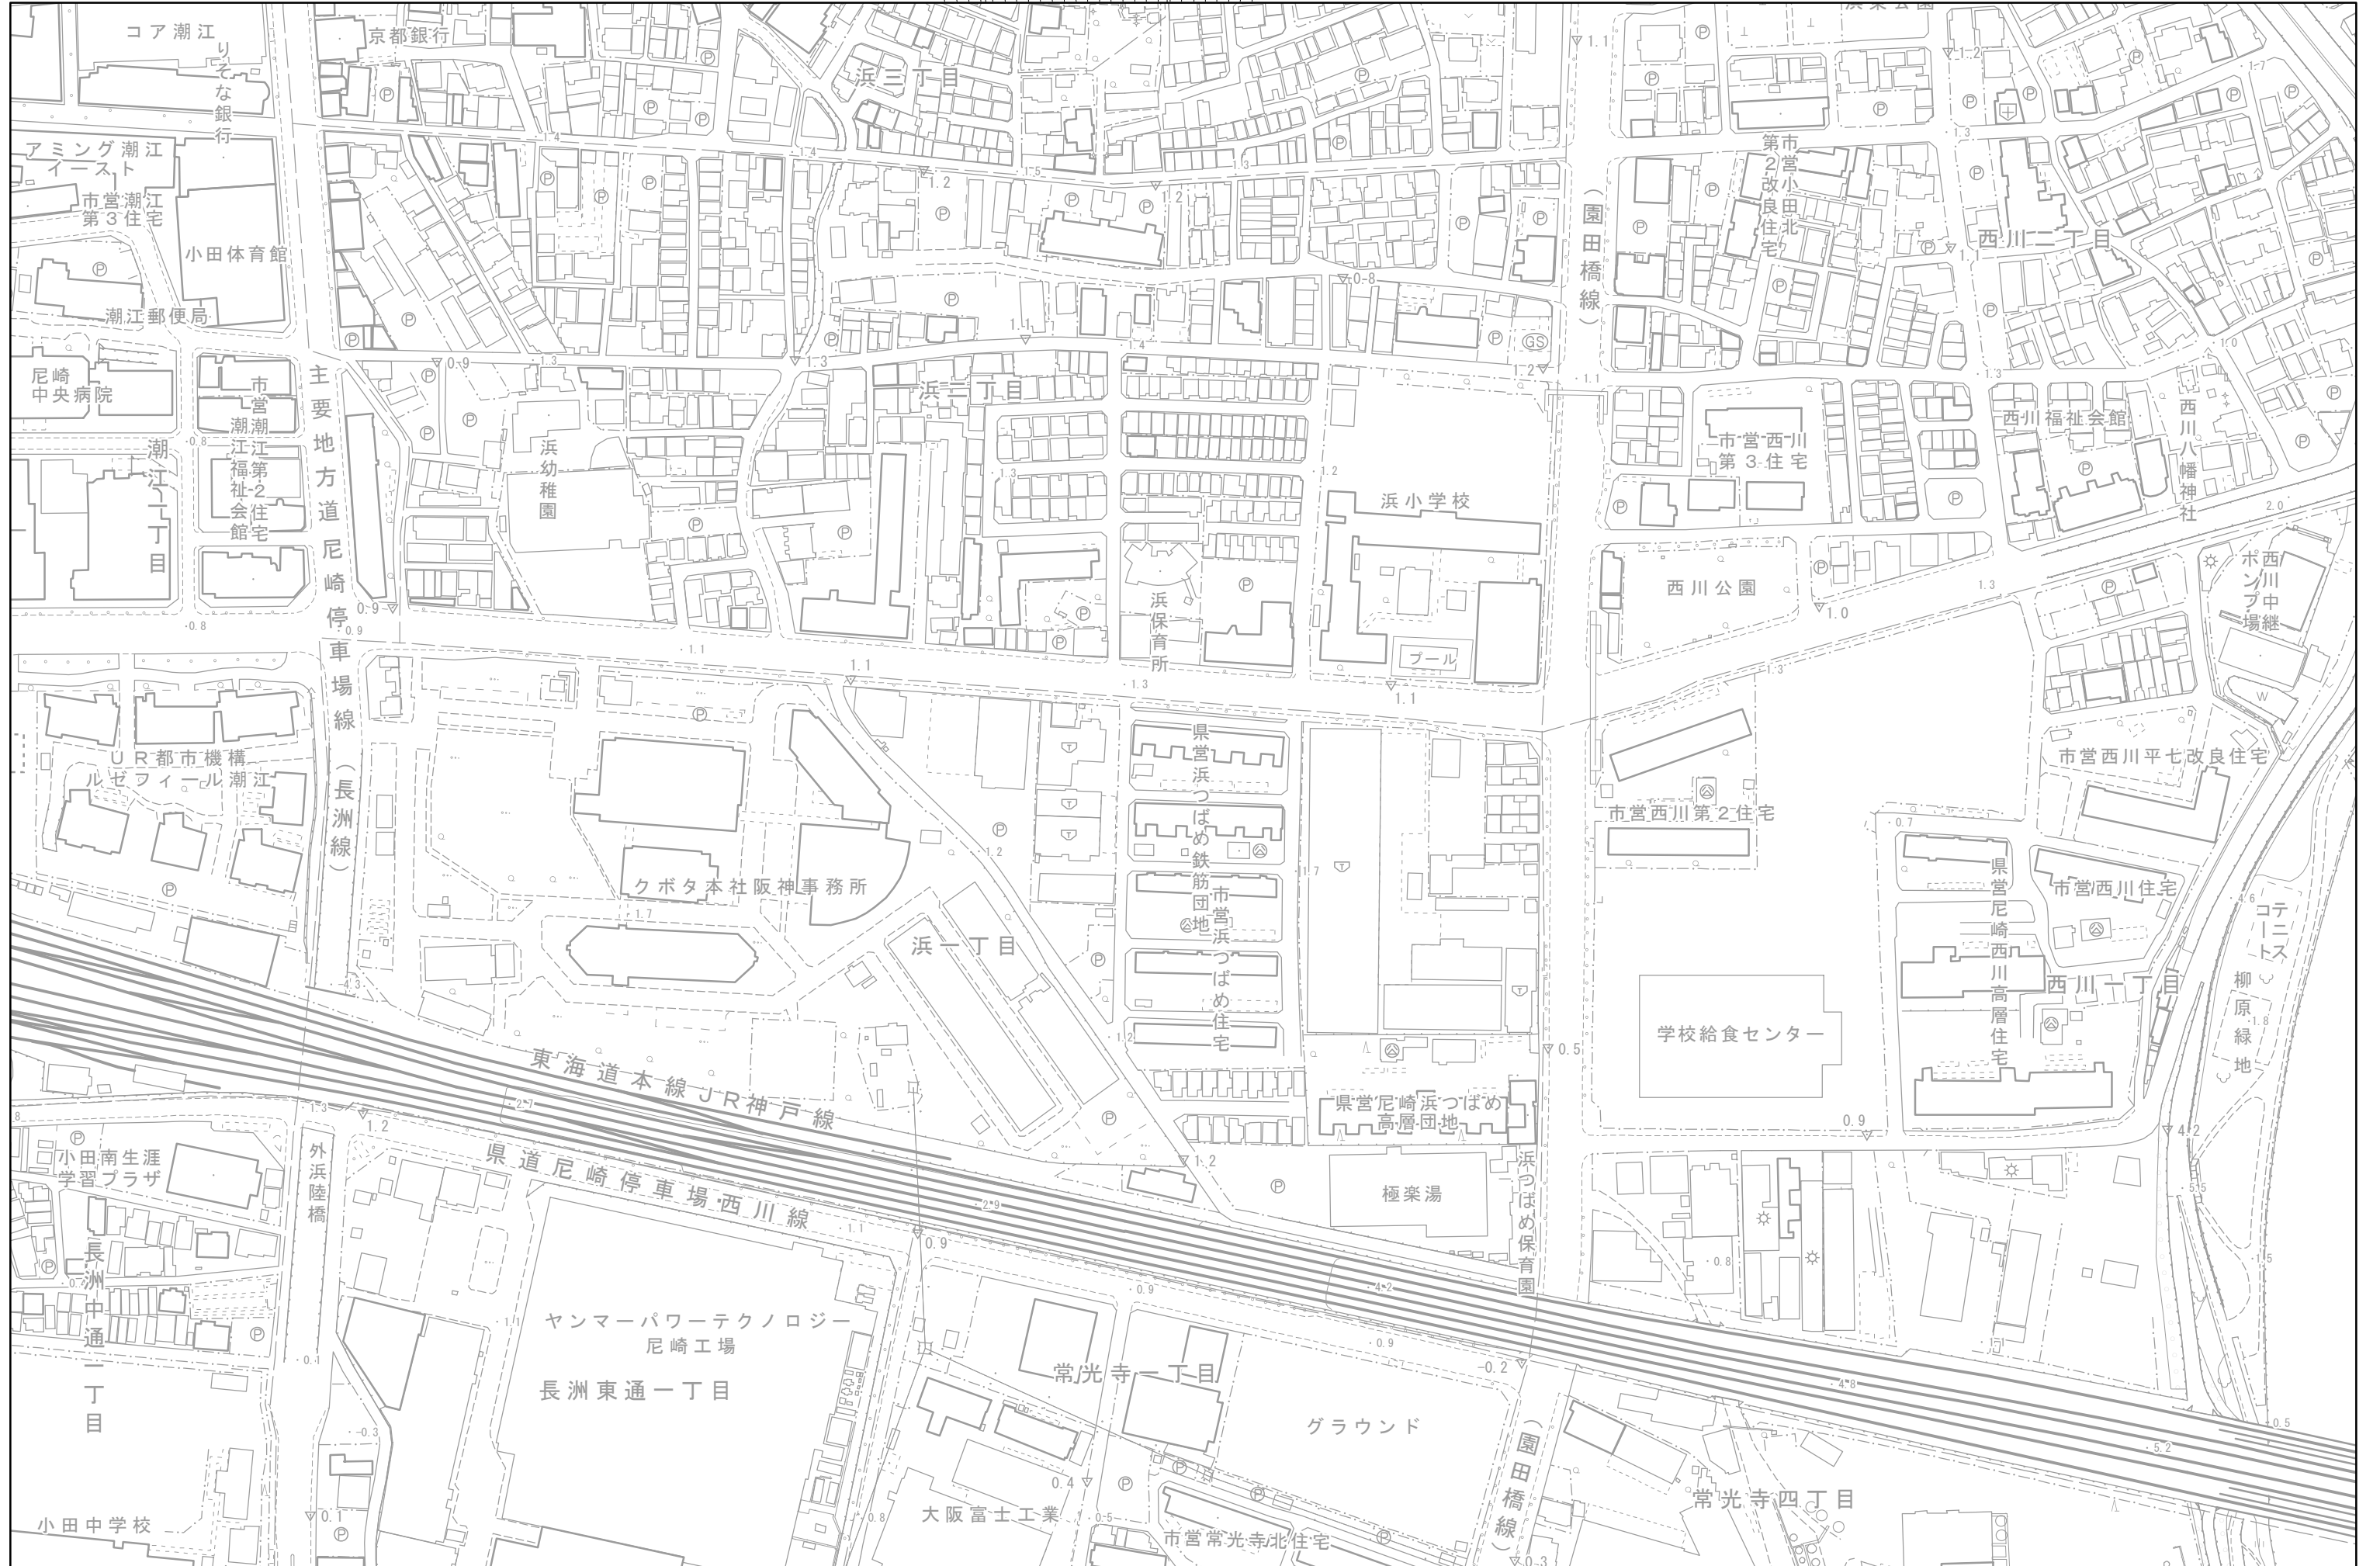 コア潮江
りそな銀行
京都銀行
浜三丁目
アミング潮江
イースト
市営潮江
第3住宅
小田体育館
潮江郵便局
尼崎
中央病院
市営
潮江第2住宅
潮江福祉会館
潮江一丁目
主要地方道尼崎停車場線(長洲線)
浜幼稚園
浜二丁目
浜保育所
浜小学校
プール
GS
(園田橋線)
市営小田北
第2改良住宅
西川二丁目
西川福祉会館
西川八幡神社
市営西川
第3住宅
西川公園
西川中継
ポンプ場
UR都市機構
ルゼフィール潮江
クボタ本社阪神事務所
浜一丁目
県営浜つばめ鉄筋団地
市営浜つばめ住宅
市営西川第2住宅
市営西川平七改良住宅
県営尼崎西川高層住宅
市営西川住宅
テニス
コート
西川一丁目
柳原緑地
学校給食センター
県営尼崎浜つばめ
高層団地
東海道本線JR神戸線
県道尼崎停車場西川線
外浜陸橋
小田南生涯
学習プラザ
長洲中通一丁目
極楽湯
浜つばめ保育園
ヤンマーパワーテクノロジー
尼崎工場
長洲東通一丁目
常光寺一丁目
グラウンド
(園田橋線)
常光寺四丁目
大阪富士工業
市営常光寺北住宅
小田中学校